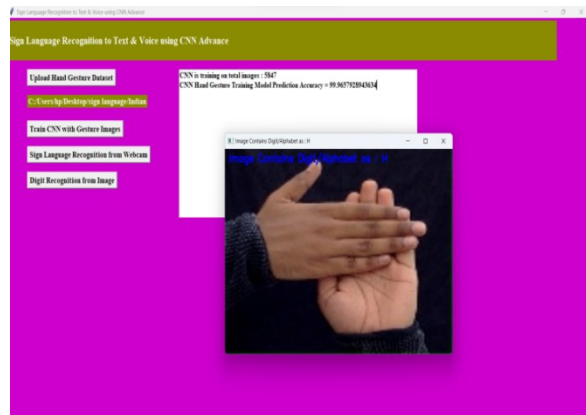 Sign Language Recognition to Text & Voice using CNN Advance
Sign Language Recognition to Text & Voice using CNN Advance
Upload Hand Gesture Dataset
C:/Users/hp/Desktop/sign language/Indian
Train CNN with Gesture Images
Sign Language Recognition from Webcam
Digit Recognition from Image
CNN is training on total images : 5847
CNN Hand Gesture Training Model Prediction Accuracy = 99.9657928943634
Image Contains Digit/Alphabet as : H
Image Contains Digit/Alphabet as : H